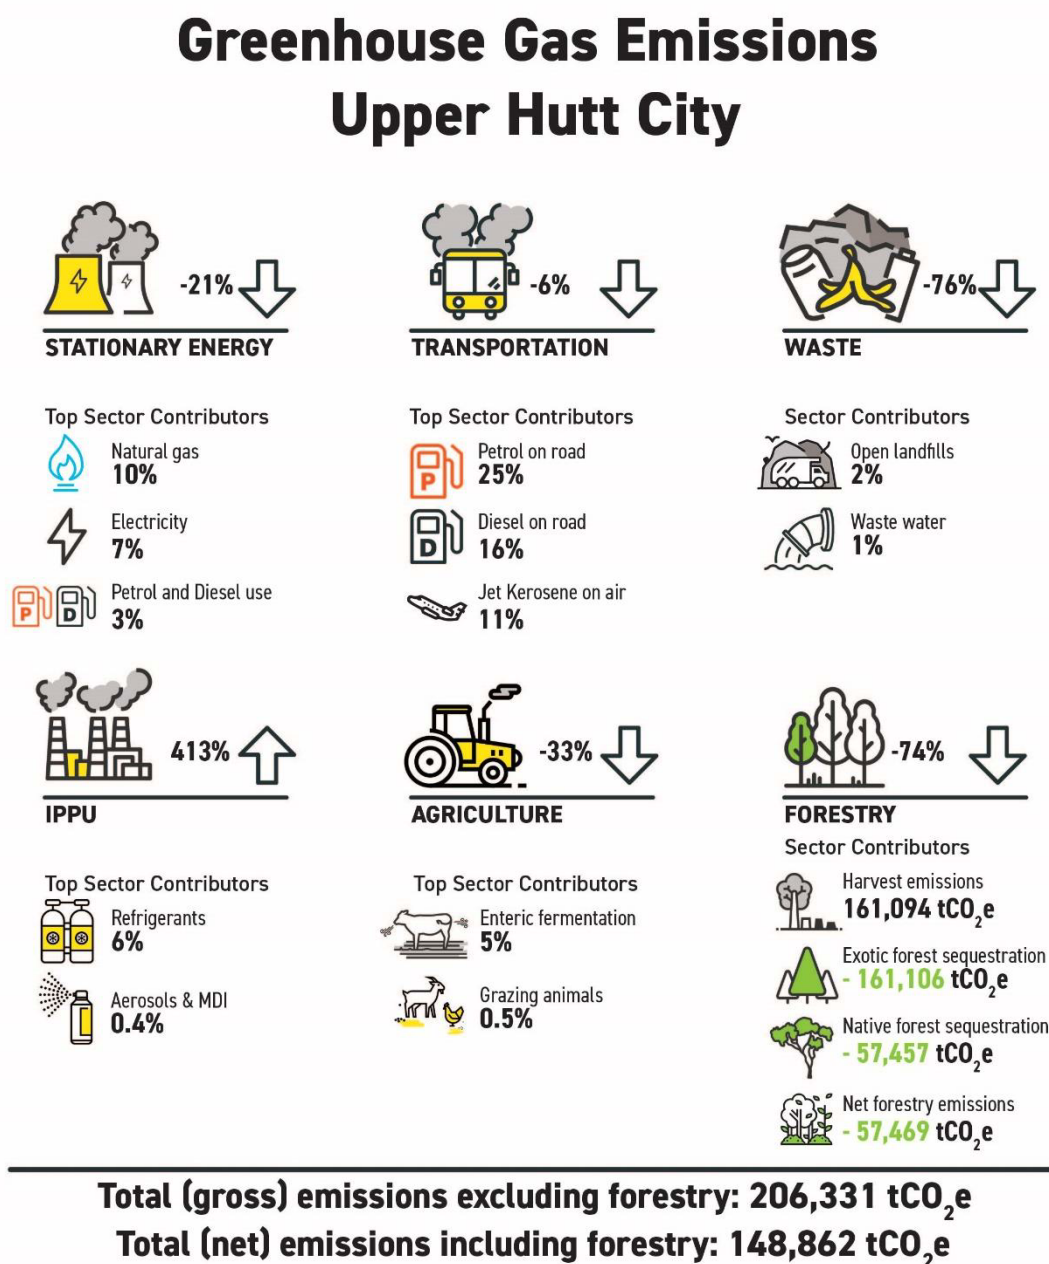 Greenhouse Gas Emissions
Upper Hutt City
-21%
STATIONARY ENERGY
Top Sector Contributors
Natural gas
10%
Electricity
7%
P D
Petrol and Diesel use
3%
-6%
TRANSPORTATION
Top Sector Contributors
P
Petrol on road
25%
D
Diesel on road
16%
Jet Kerosene on air
11%
-76%
WASTE
Sector Contributors
Open landfills
2%
Waste water
1%
413%
IPPU
Top Sector Contributors
Refrigerants
6%
Aerosols & MDI
0.4%
-33%
AGRICULTURE
Top Sector Contributors
Enteric fermentation
5%
Grazing animals
0.5%
-74%
FORESTRY
Sector Contributors
Harvest emissions
161,094 tCO₂e
Exotic forest sequestration
- 161,106 tCO₂e
Native forest sequestration
- 57,457 tCO₂e
Net forestry emissions
- 57,469 tCO₂e
Total (gross) emissions excluding forestry: 206,331 tCO₂e
Total (net) emissions including forestry: 148,862 tCO₂e